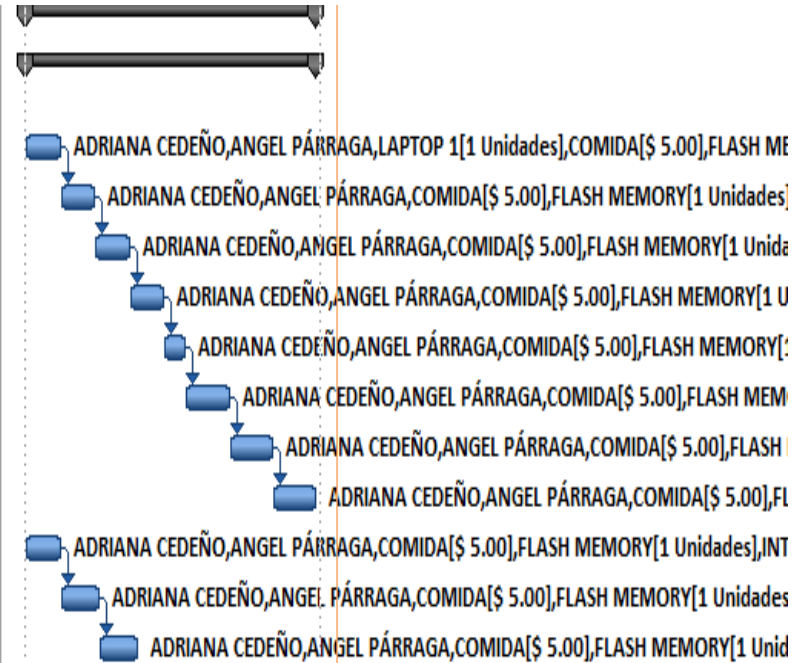 ADRIANA CEDEÑO,ANGEL PÁRRAGA,LAPTOP 1[1 Unidades],COMIDA[$ 5.00],FLASH
ADRIANA CEDEÑO,ANGEL PÁRRAGA,COMIDA[$ 5.00],FLASH MEMORY[1 Unidades]
ADRIANA CEDEÑO,ANGEL PÁRRAGA,COMIDA[$ 5.00],FLASH MEMORY[1
ADRIANA CEDEÑO,ANGEL PÁRRAGA,COMIDA[$ 5.00],FLASH MEMORY[1
ADRIANA CEDEÑO,ANGEL PÁRRAGA,COMIDA[$ 5.00],FLASH MEMORY[1
ADRIANA CEDEÑO,ANGEL PÁRRAGA,COMIDA[$ 5.00],FLASH
ADRIANA CEDEÑO,ANGEL PÁRRAGA,COMIDA[$ 5.00],FLASH
ADRIANA CEDEÑO,ANGEL PÁRRAGA,COMIDA[$ 5.00],
ADRIANA CEDEÑO,ANGEL PÁRRAGA,COMIDA[$ 5.00],FLASH MEMORY[1 Unidades],INT
ADRIANA CEDEÑO,ANGEL PÁRRAGA,COMIDA[$ 5.00],FLASH MEMORY[1 Unidades
ADRIANA CEDEÑO,ANGEL PÁRRAGA,COMIDA[$ 5.00],FLASH MEMORY[1 Unid